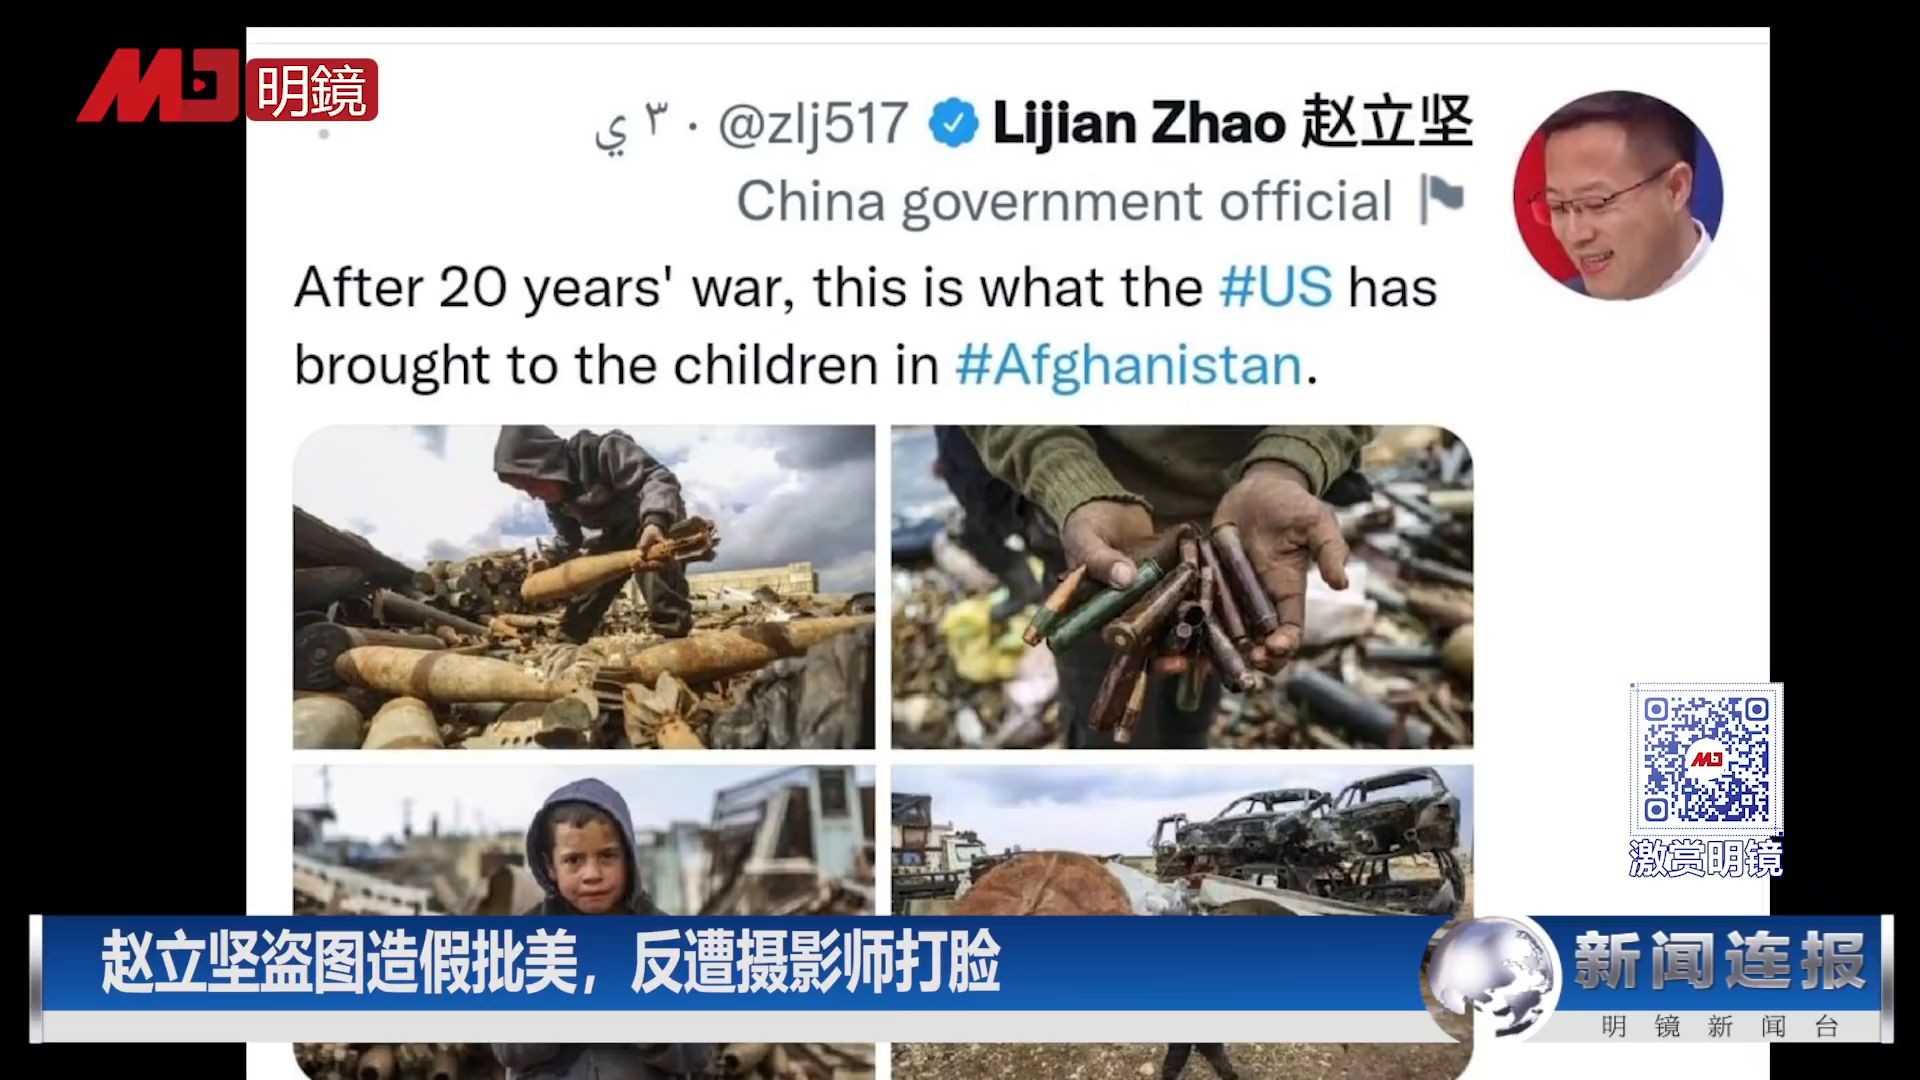 MJ 明鏡
٣ ي · @zlj517 Lijian Zhao 赵立坚
China government official
After 20 years' war, this is what the #US has
brought to the children in #Afghanistan.
MJ
激赏明镜
赵立坚盗图造假批美，反遭摄影师打脸
新闻连报
明镜新闻台